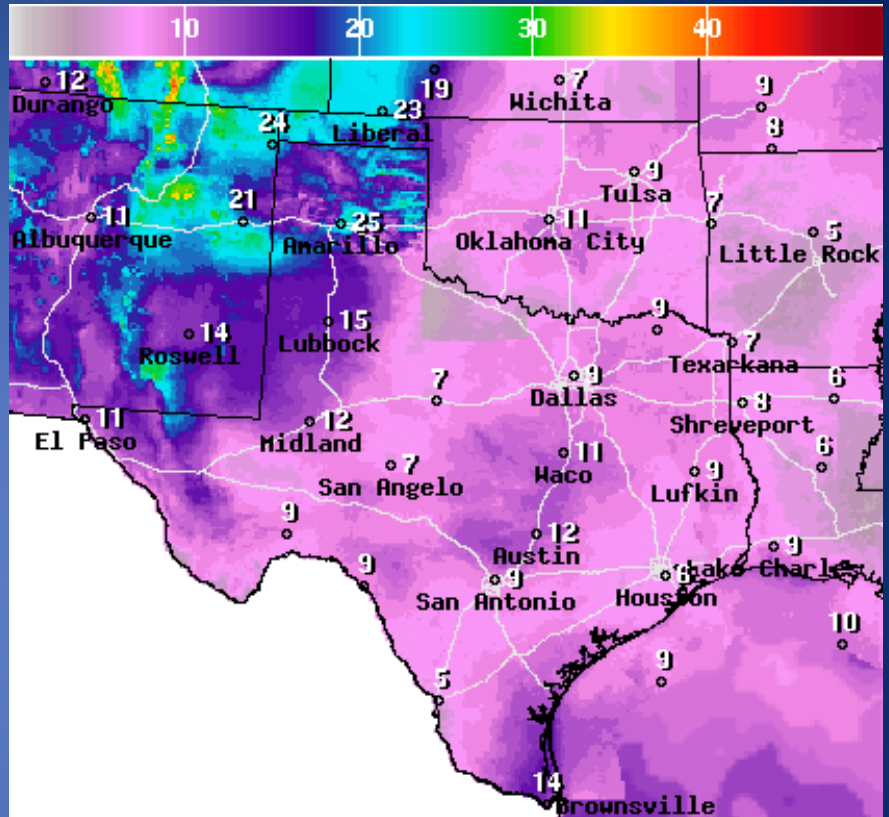 10 20 30 40
12 19 7 9
Durango Wichita
23
24 Liberal 8
9
Tulsa
11 21 25 11 7 5
Albuquerque Amarillo Oklahoma City Little Rock
14 15 9
Roswell Lubbock 7
Texarkana
9
7 Dallas 8 6
11 12 Shreveport
El Paso Midland
7 11 9 6
San Angelo Waco Lufkin
9 12
Austin 9
9 9 6 Lake Charles
San Antonio Houston
10
9
5
14
Brownsville